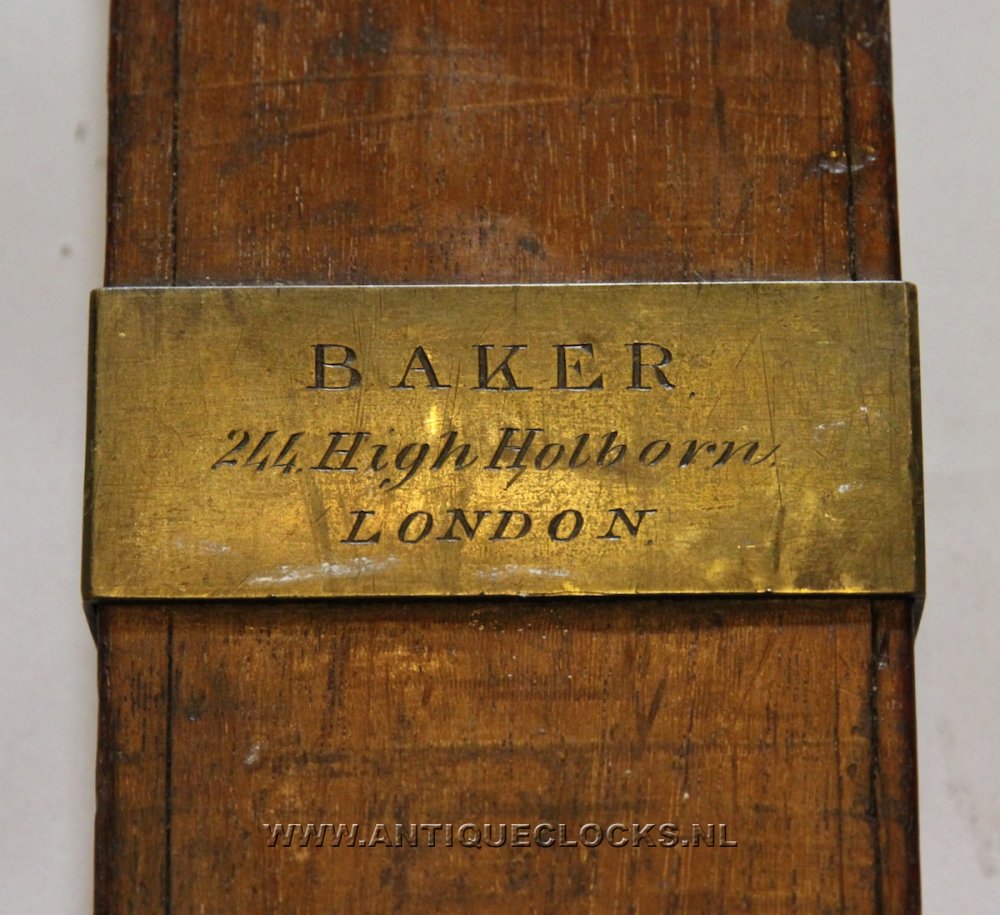 BAKER.
244. High Holborn.
LONDON.
WWW.ANTIQUECLOCKS.NL